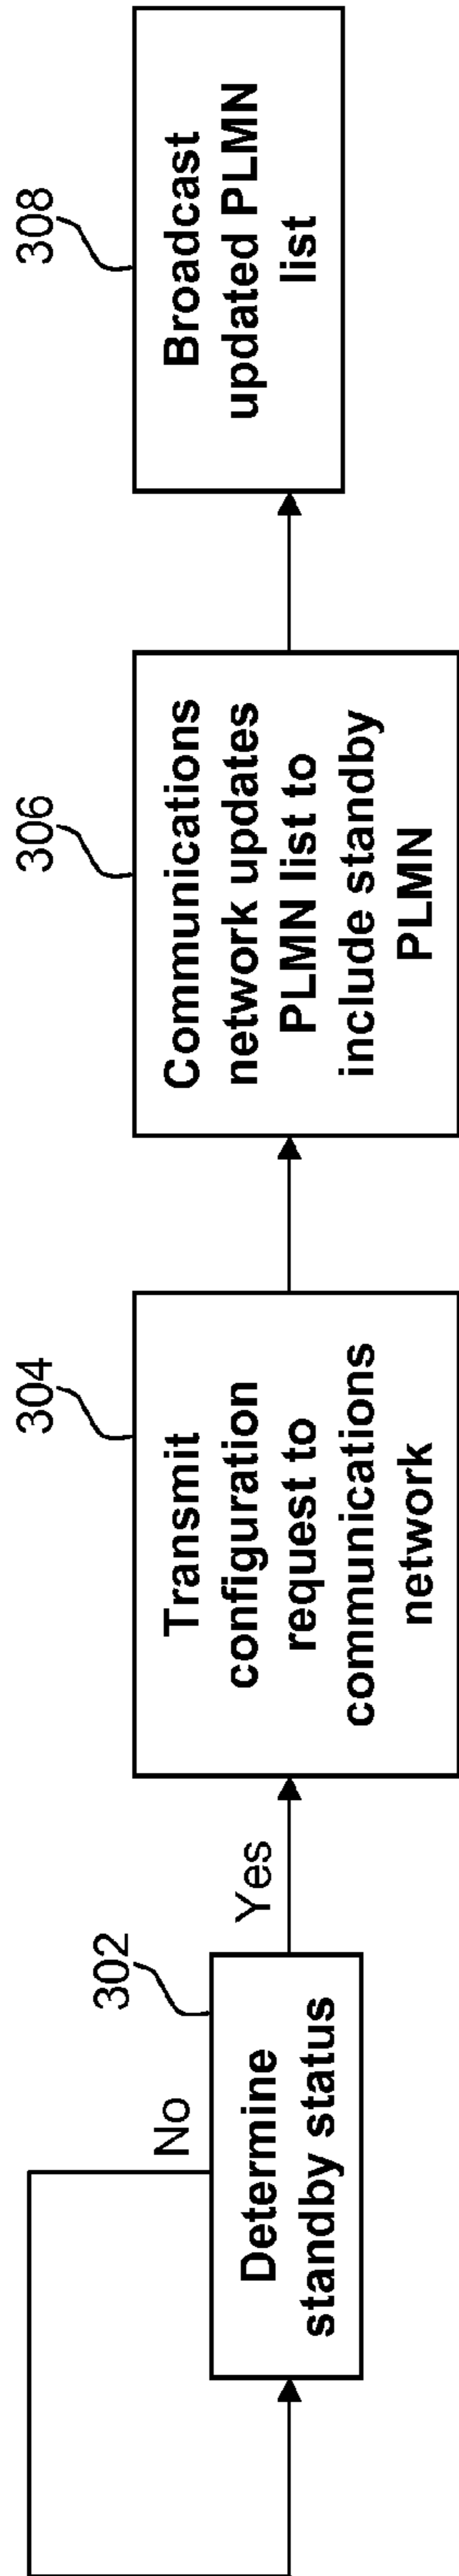 302
No
Determine
standby status
Yes
304
Transmit
configuration
request to
communications
network
306
Communications
network updates
PLMN list to
include standby
PLMN
308
Broadcast
updated PLMN
list